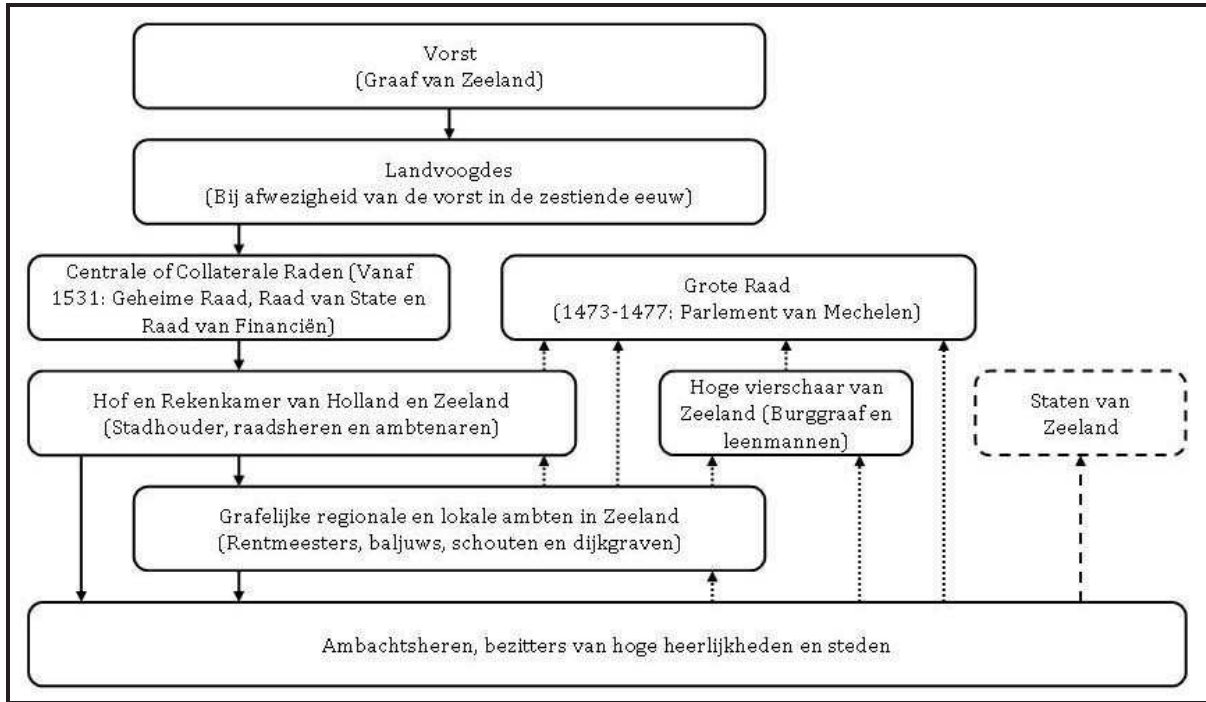 Vorst
(Graaf van Zeeland)
Landvoogdes
(Bij afwezigheid van de vorst in de zestiende eeuw)
Centrale of Collaterale Raden (Vanaf
1531: Geheime Raad, Raad van State en
Raad van Financiën)
Grote Raad
(1473-1477: Parlement van Mechelen)
Hof en Rekenkamer van Holland en Zeeland
(Stadhouder, raadsheren en ambtenaren)
Hoge vierschaar van
Zeeland (Burggraaf en
leenmannen)
Staten van
Zeeland
Grafelijke regionale en lokale ambten in Zeeland
(Rentmeesters, baljuws, schouten en dijkgraven)
Ambachtsheren, bezitters van hoge heerlijkheden en steden